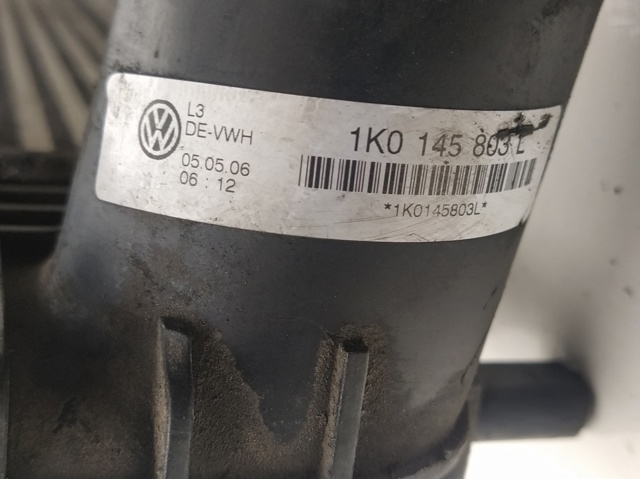 L3
DE-VWH
05.05.06
06 : 12
1K0 145 803 L
*1K0145803L*